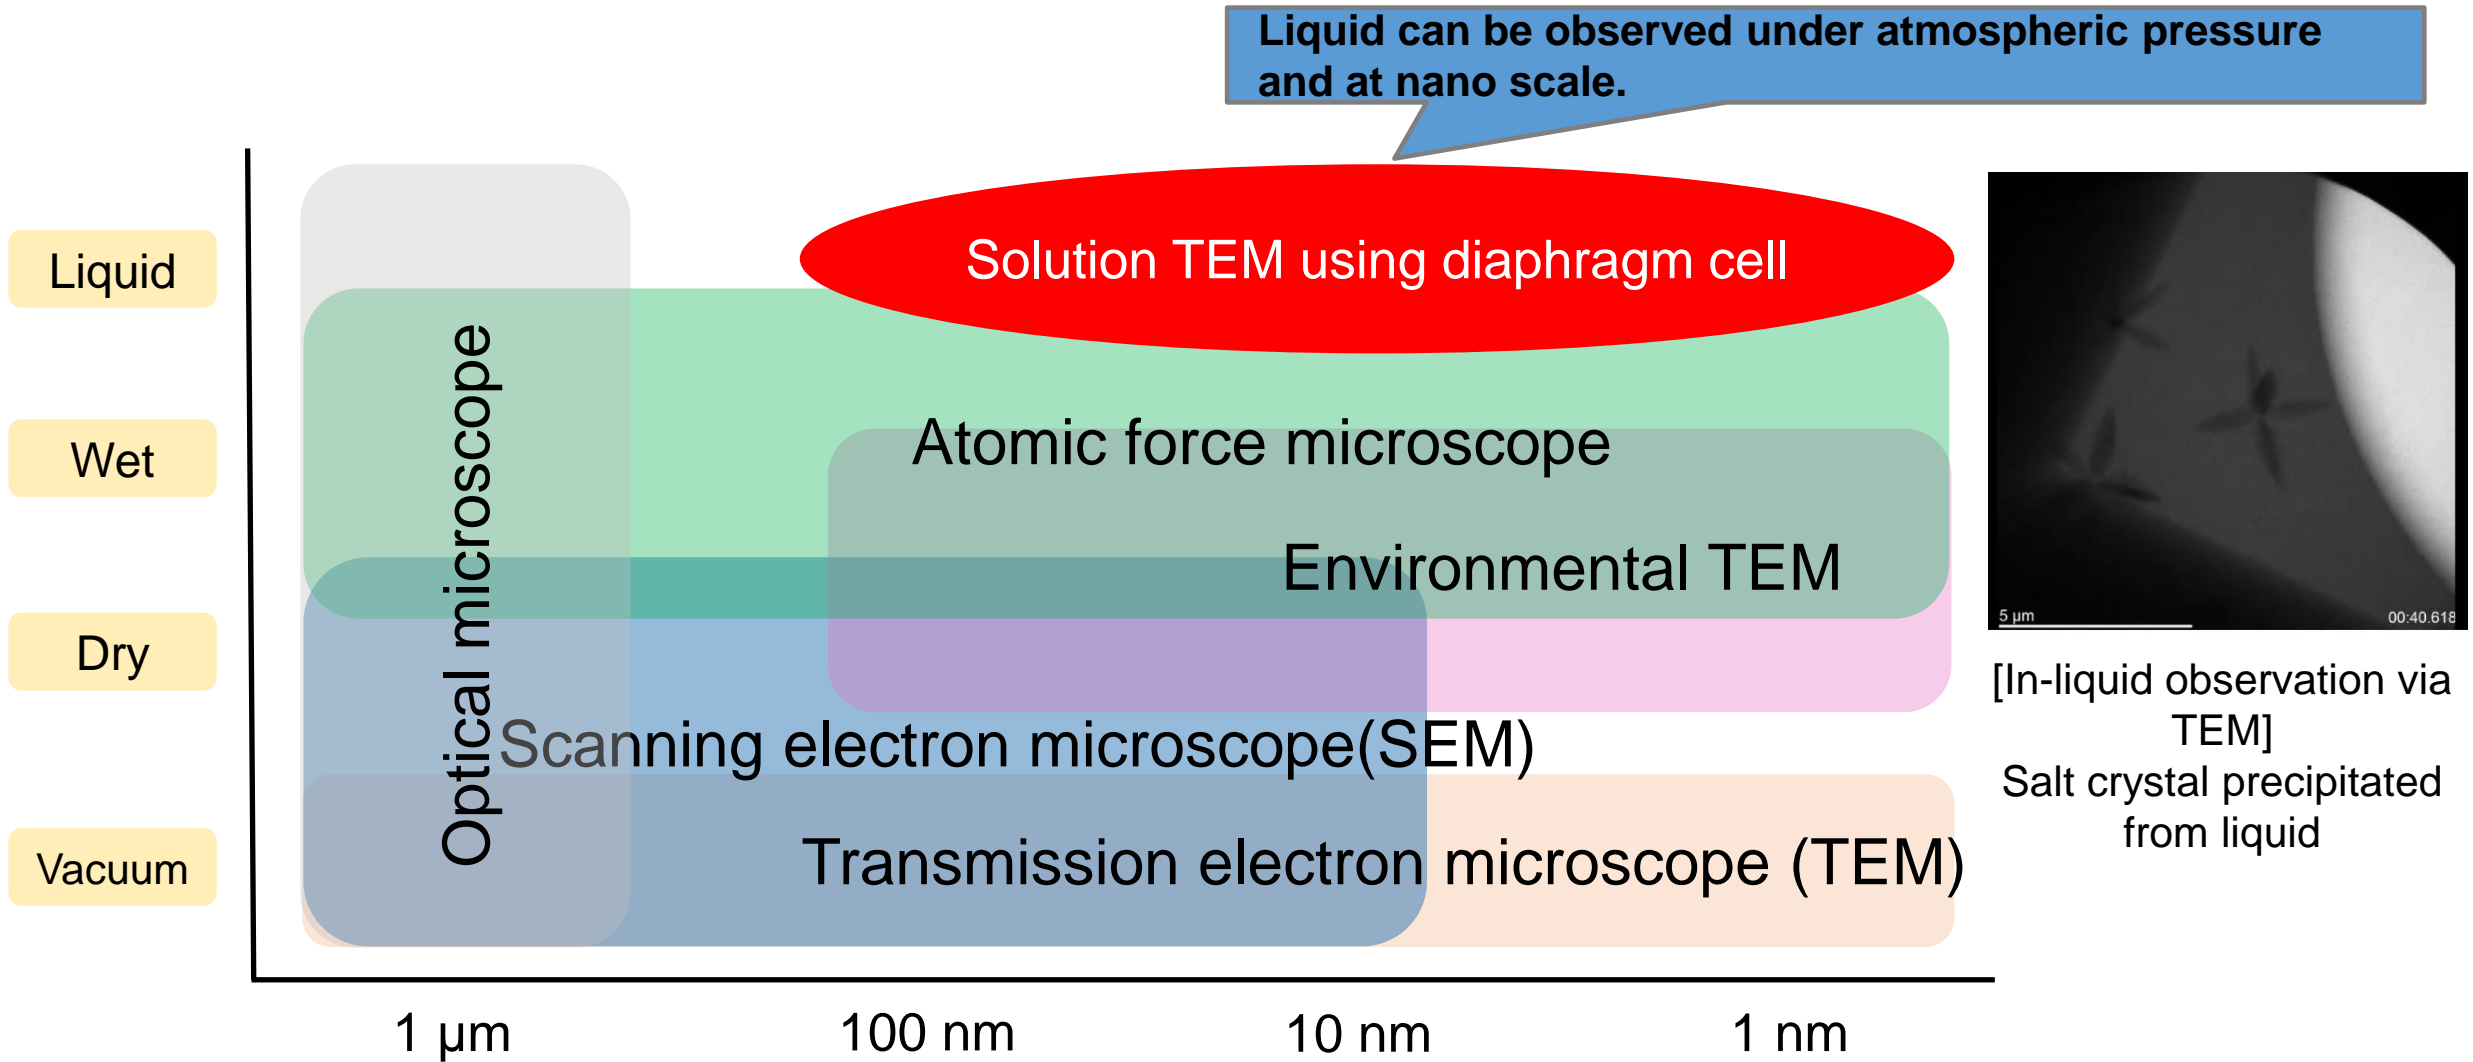 Liquid can be observed under atmospheric pressure
and at nano scale.
Liquid
Wet
Dry
Vacuum
Optical microscope
Solution TEM using diaphragm cell
Atomic force microscope
Environmental TEM
Scanning electron microscope(SEM)
Transmission electron microscope (TEM)
1 µm
100 nm
10 nm
1 nm
5 µm
00:40.618
[In-liquid observation via
TEM]
Salt crystal precipitated
from liquid